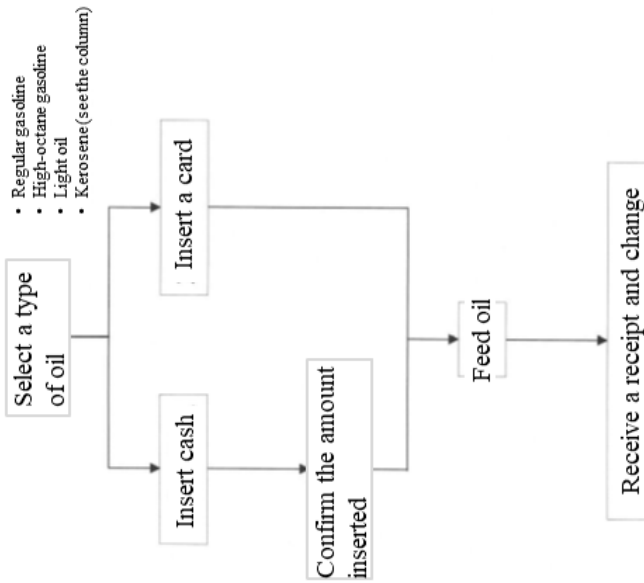 Select a type
of oil
• Regular gasoline
• High-octane gasoline
• Light oil
• Kerosene (see the column)
Insert cash
Insert a card
Confirm the amount
inserted
Feed oil
Receive a receipt and change